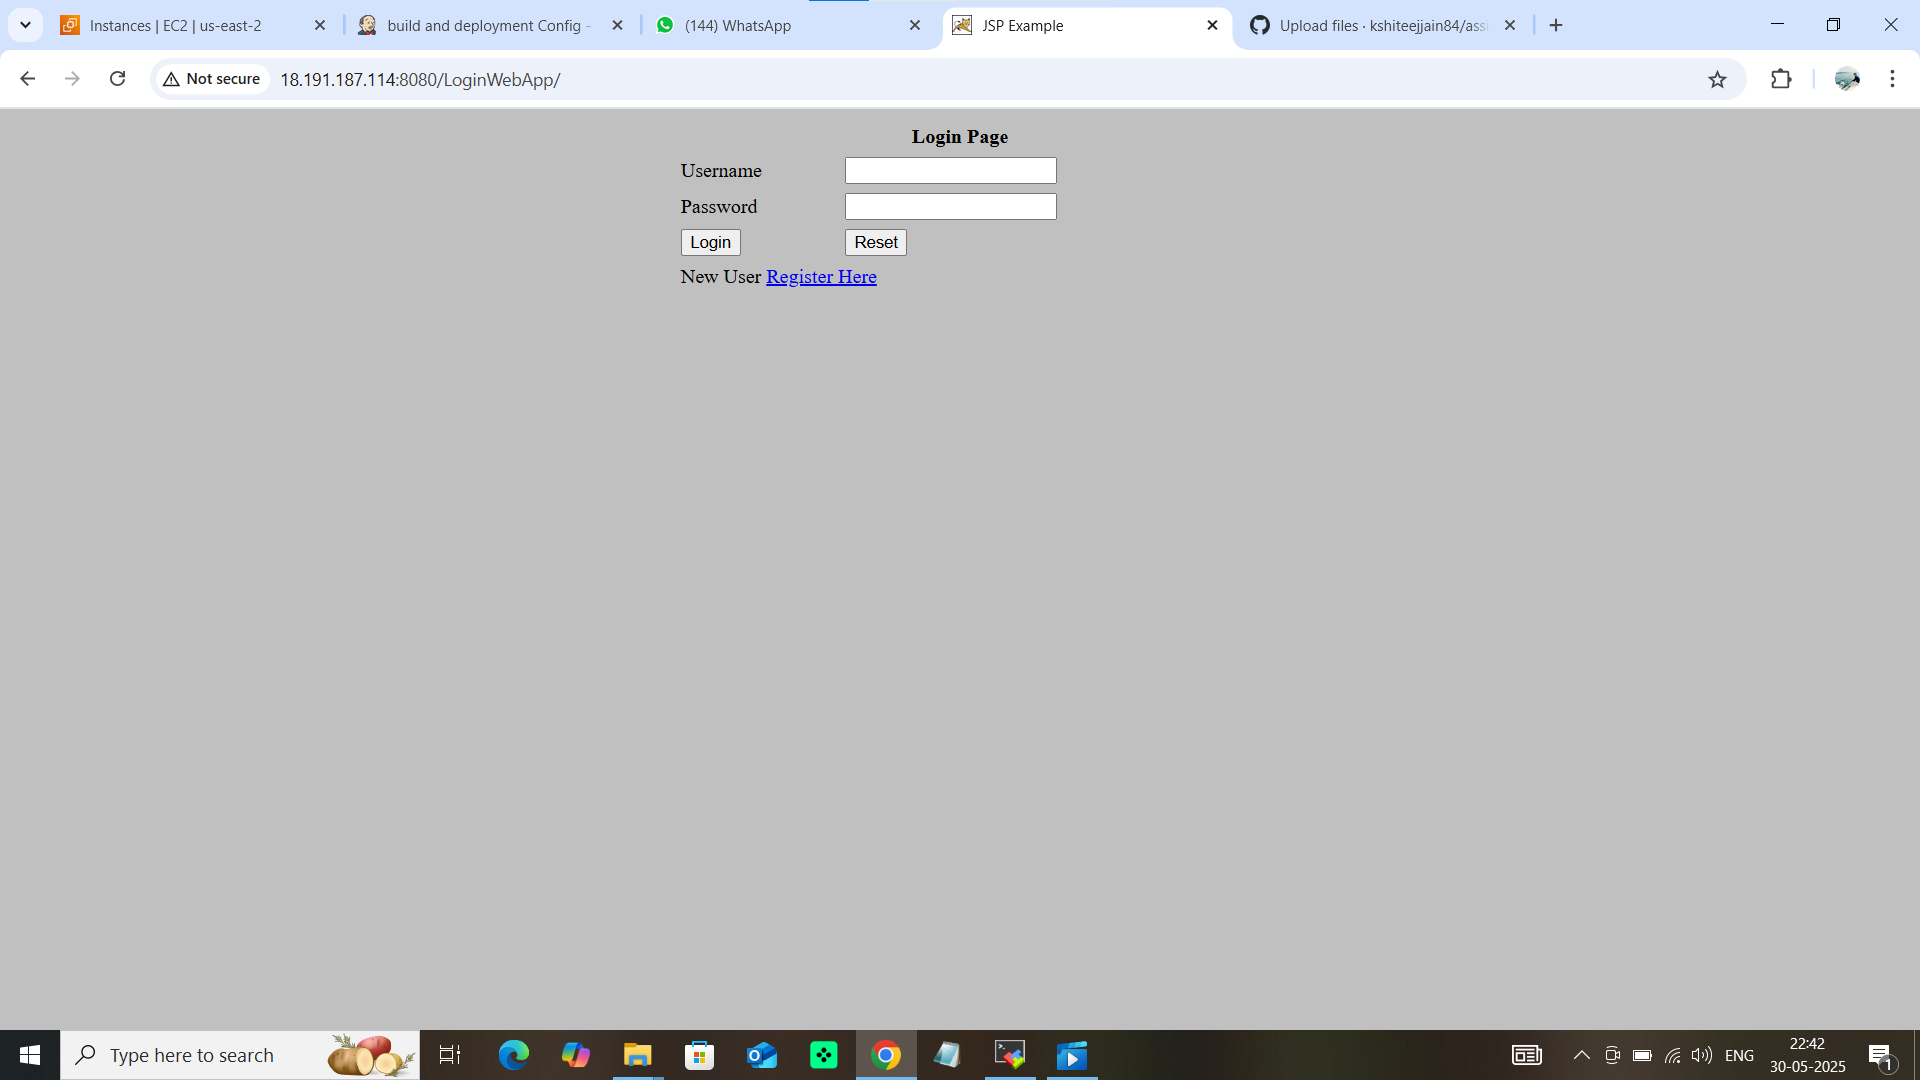 Instances | EC2 | us-east-2
build and deployment Config -
(144) WhatsApp
JSP Example
Upload files · kshiteejjain84/ass
Not secure
18.191.187.114:8080/LoginWebApp/
Login Page
Username
Password
Login
Reset
New User Register Here
Type here to search
ENG
22:42
30-05-2025
1